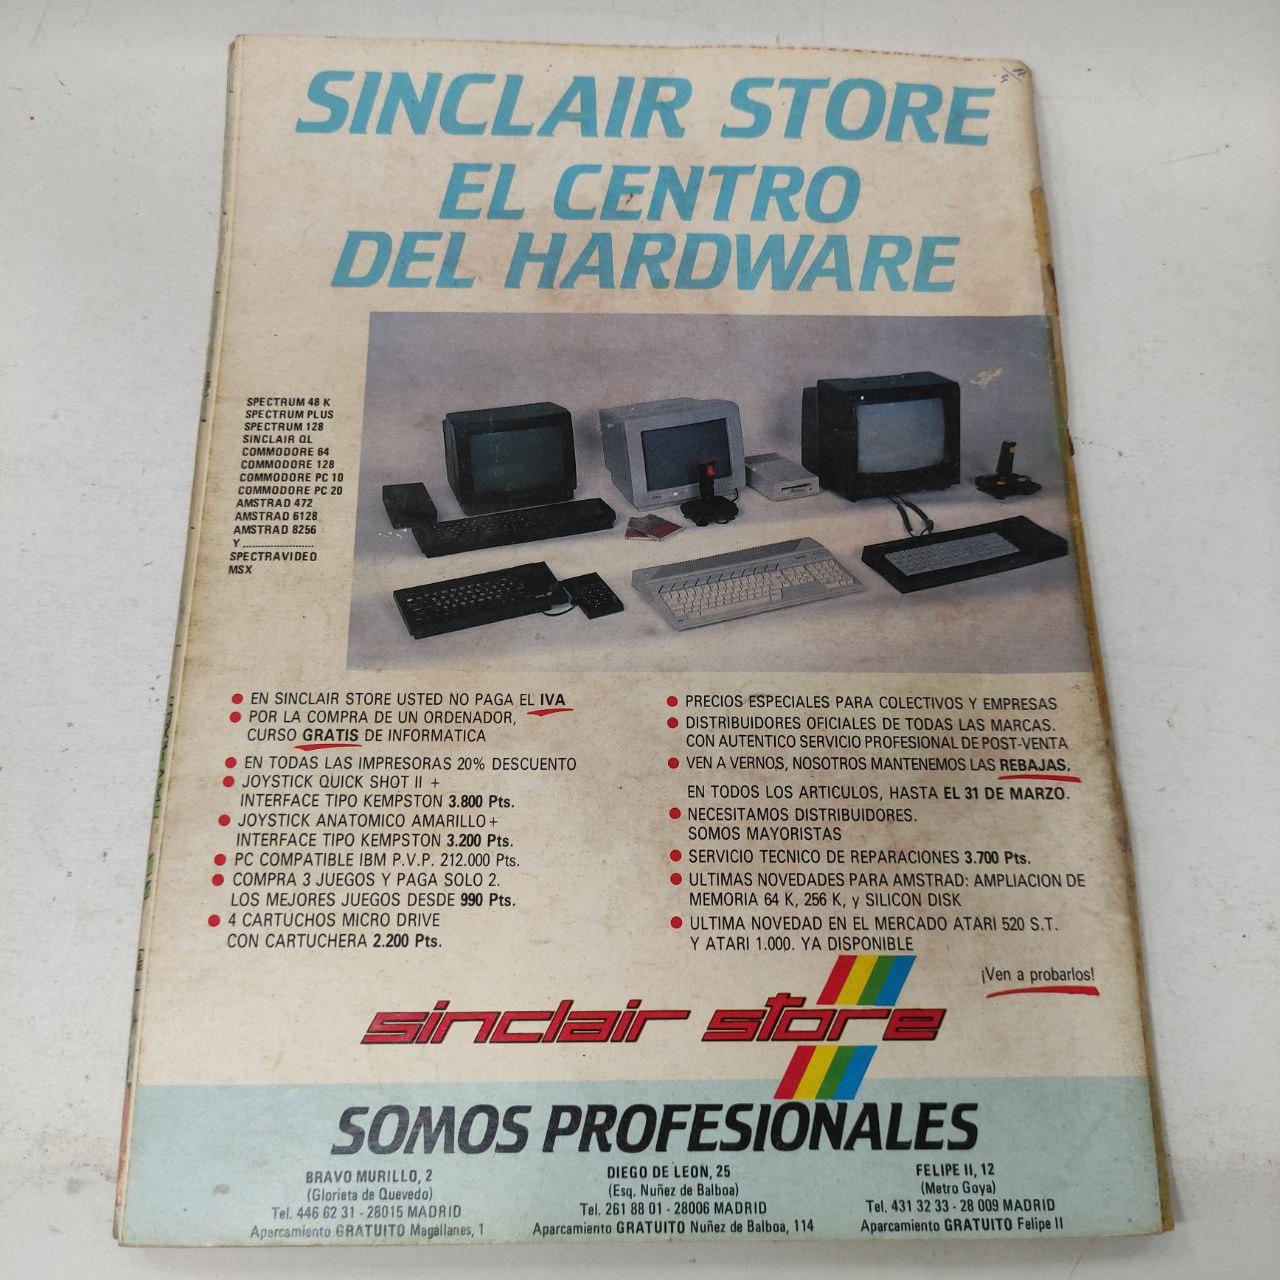 SINCLAIR STORE
EL CENTRO
DEL HARDWARE
SPECTRUM 48 K
SPECTRUM PLUS
SPECTRUM 128
SINCLAIR QL
COMMODORE 64
COMMODORE 128
COMMODORE PC 10
COMMODORE PC 20
AMSTRAD 472
AMSTRAD 6128
AMSTRAD 8256
Y ........................
SPECTRAVIDEO
MSX
● EN SINCLAIR STORE USTED NO PAGA EL IVA
● POR LA COMPRA DE UN ORDENADOR,
CURSO GRATIS DE INFORMATICA
● EN TODAS LAS IMPRESORAS 20% DESCUENTO
● JOYSTICK QUICK SHOT II +
INTERFACE TIPO KEMPSTON 3.800 Pts.
● JOYSTICK ANATOMICO AMARILLO +
INTERFACE TIPO KEMPSTON 3.200 Pts.
● PC COMPATIBLE IBM P.V.P. 212.000 Pts.
● COMPRA 3 JUEGOS Y PAGA SOLO 2.
LOS MEJORES JUEGOS DESDE 990 Pts.
● 4 CARTUCHOS MICRO DRIVE
CON CARTUCHERA 2.200 Pts.
● PRECIOS ESPECIALES PARA COLECTIVOS Y EMPRESAS
● DISTRIBUIDORES OFICIALES DE TODAS LAS MARCAS.
CON AUTENTICO SERVICIO PROFESIONAL DE POST-VENTA
● VEN A VERNOS, NOSOTROS MANTENEMOS LAS REBAJAS,
EN TODOS LOS ARTICULOS, HASTA EL 31 DE MARZO.
● NECESITAMOS DISTRIBUIDORES.
SOMOS MAYORISTAS
● SERVICIO TECNICO DE REPARACIONES 3.700 Pts.
● ULTIMAS NOVEDADES PARA AMSTRAD: AMPLIACION DE
MEMORIA 64 K, 256 K, y SILICON DISK
● ULTIMA NOVEDAD EN EL MERCADO ATARI 520 S.T.
Y ATARI 1.000. YA DISPONIBLE
¡Ven a probarlos!
sinclair store
SOMOS PROFESIONALES
BRAVO MURILLO, 2
(Glorieta de Quevedo)
Tel. 446 62 31 - 28015 MADRID
Aparcamiento GRATUITO Magallanes, 1
DIEGO DE LEON, 25
(Esq. Nuñez de Balboa)
Tel. 261 88 01 - 28006 MADRID
Aparcamiento GRATUITO Nuñez de Balboa, 114
FELIPE II, 12
(Metro Goya)
Tel. 431 32 33 - 28 009 MADRID
Aparcamiento GRATUITO Felipe II